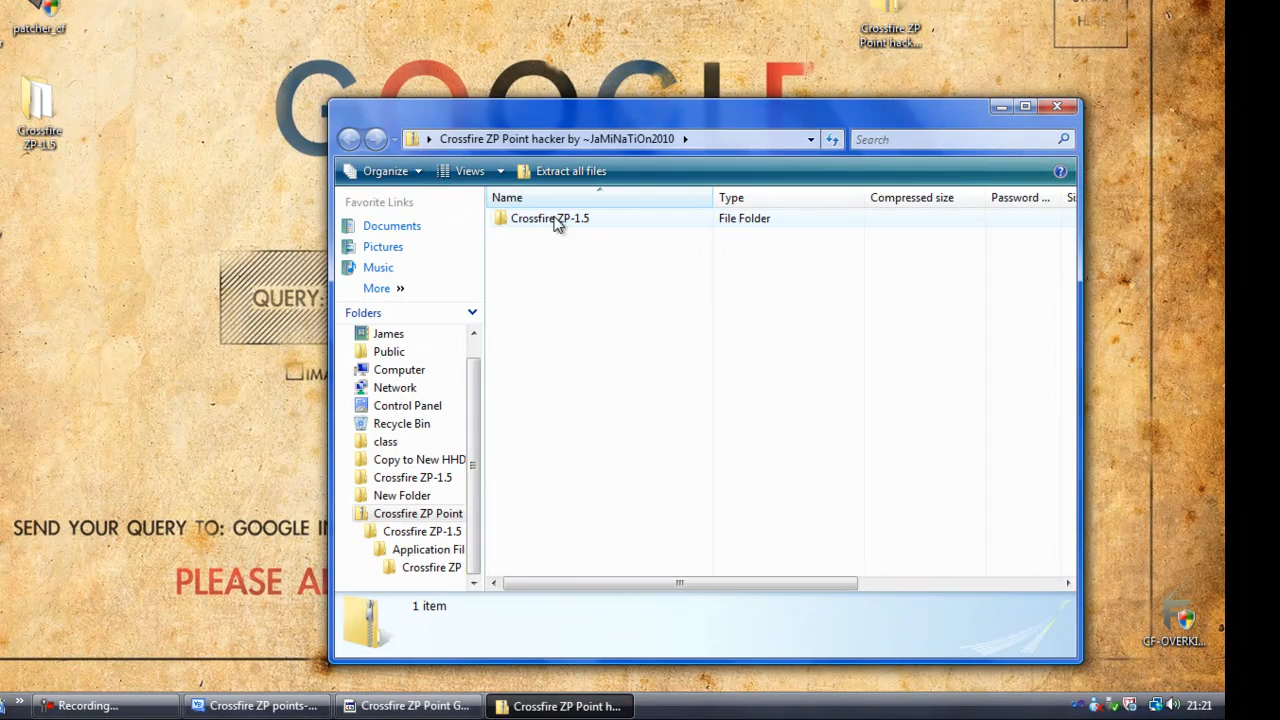 patcher_cf
Crossfire ZP
Point hack...
HERE
GOOGLE
Crossfire
ZP-1.5
Crossfire ZP Point hacker by ~JaMiNaTiOn2010
Search
Organize
Views
Extract all files
Favorite Links
Documents
Pictures
Music
More »
Folders
James
Public
Computer
Network
Control Panel
Recycle Bin
class
Copy to New HHD
Crossfire ZP-1.5
New Folder
Crossfire ZP Point
Crossfire ZP-1.5
Application Fil
Crossfire ZP
Name
Type
Compressed size
Password ...
Si
Crossfire ZP-1.5
File Folder
1 item
QUERY:
IMA
SEND YOUR QUERY TO: GOOGLE IN
PLEASE AL
CF-OVERKI...
Recording...
Crossfire ZP points-...
Crossfire ZP Point G...
Crossfire ZP Point h...
21:21